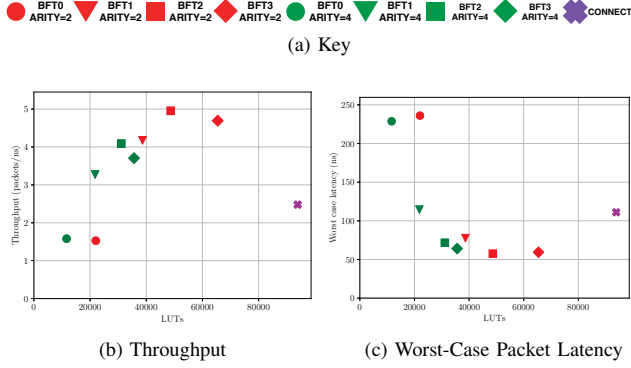 BFT0 BFT1 BFT2 BFT3 BFT0 BFT1 BFT2 BFT3 CONNECT
ARITY=2 ARITY=2 ARITY=2 ARITY=2 ARITY=4 ARITY=4 ARITY=4 ARITY=4
(a) Key
Throughput (packets/ns)
5
4
3
2
1
0
0 20000 40000 60000 80000
LUTs
(b) Throughput
Worst case latency (ns)
250
200
150
100
50
0
0 20000 40000 60000 80000
LUTs
(c) Worst-Case Packet Latency